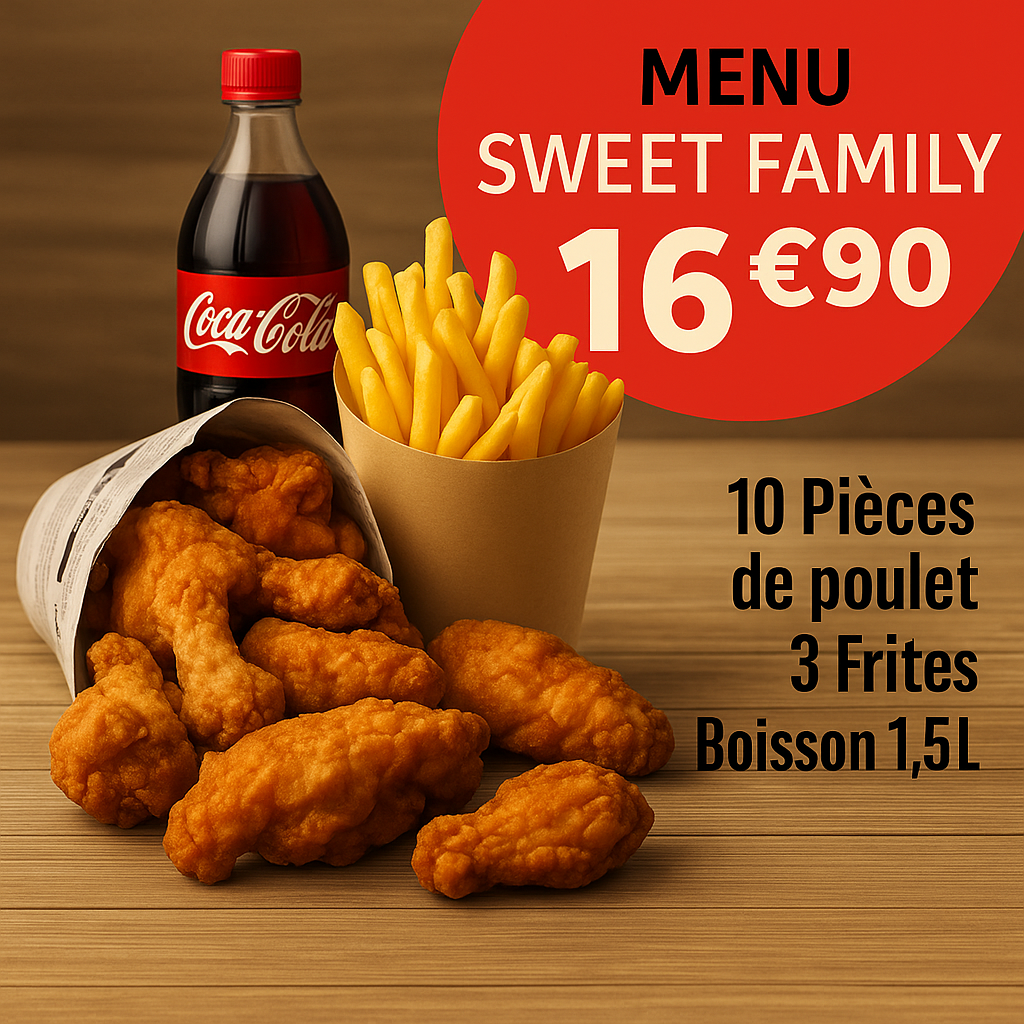 MENU
SWEET FAMILY
16 €90
Coca-Cola
10 Pièces
de poulet
3 Frites
Boisson 1,5L